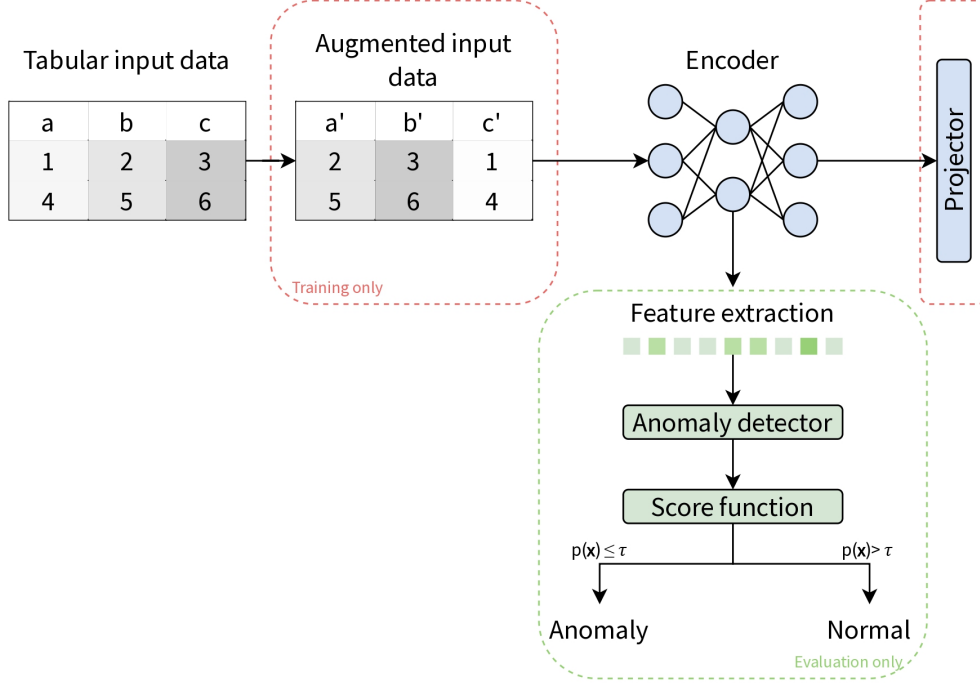 Tabular input data
a b c
1 2 3
4 5 6
Augmented input
data
a' b' c'
2 3 1
5 6 4
Training only
Encoder
Projector
Feature extraction
Anomaly detector
Score function
p(x) ≤ τ
p(x) > τ
Anomaly
Normal
Evaluation only